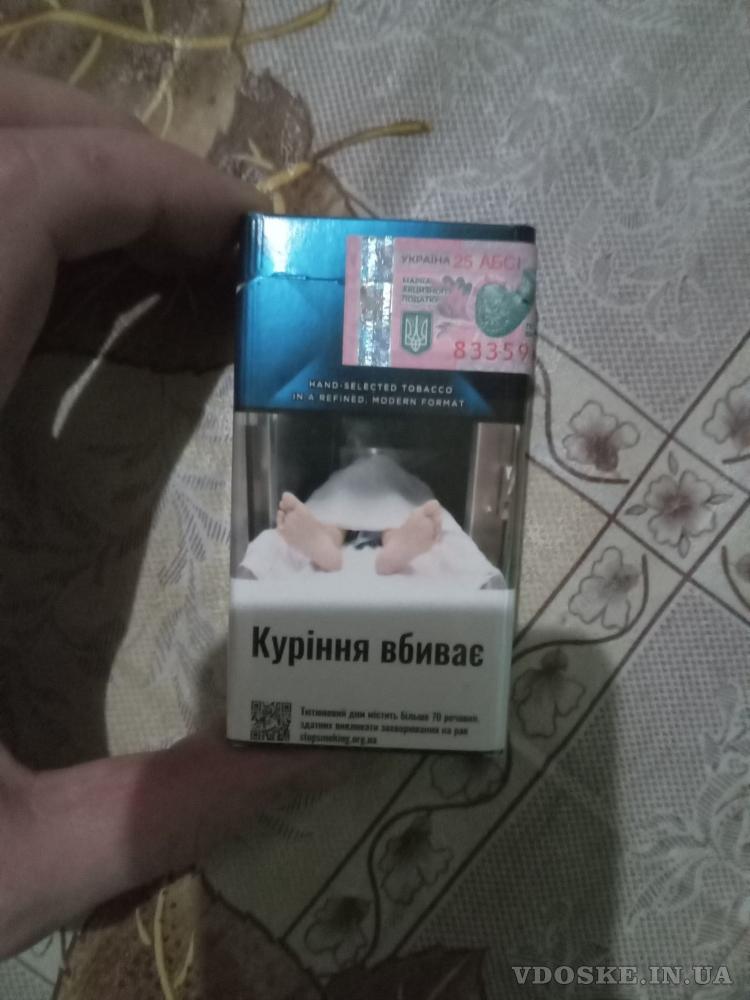 УКРАЇНА 25 АБСІ
МАРКА
АКЦИЗНОГО
ПОДАТКУ
83359
HAND-SELECTED TOBACCO
IN A REFINED, MODERN FORMAT
Куріння вбиває
Тютюновий дим містить більше 70 речовин,
здатних викликати захворювання на рак
stopsmoking.org.ua
VDOSKE.IN.UA